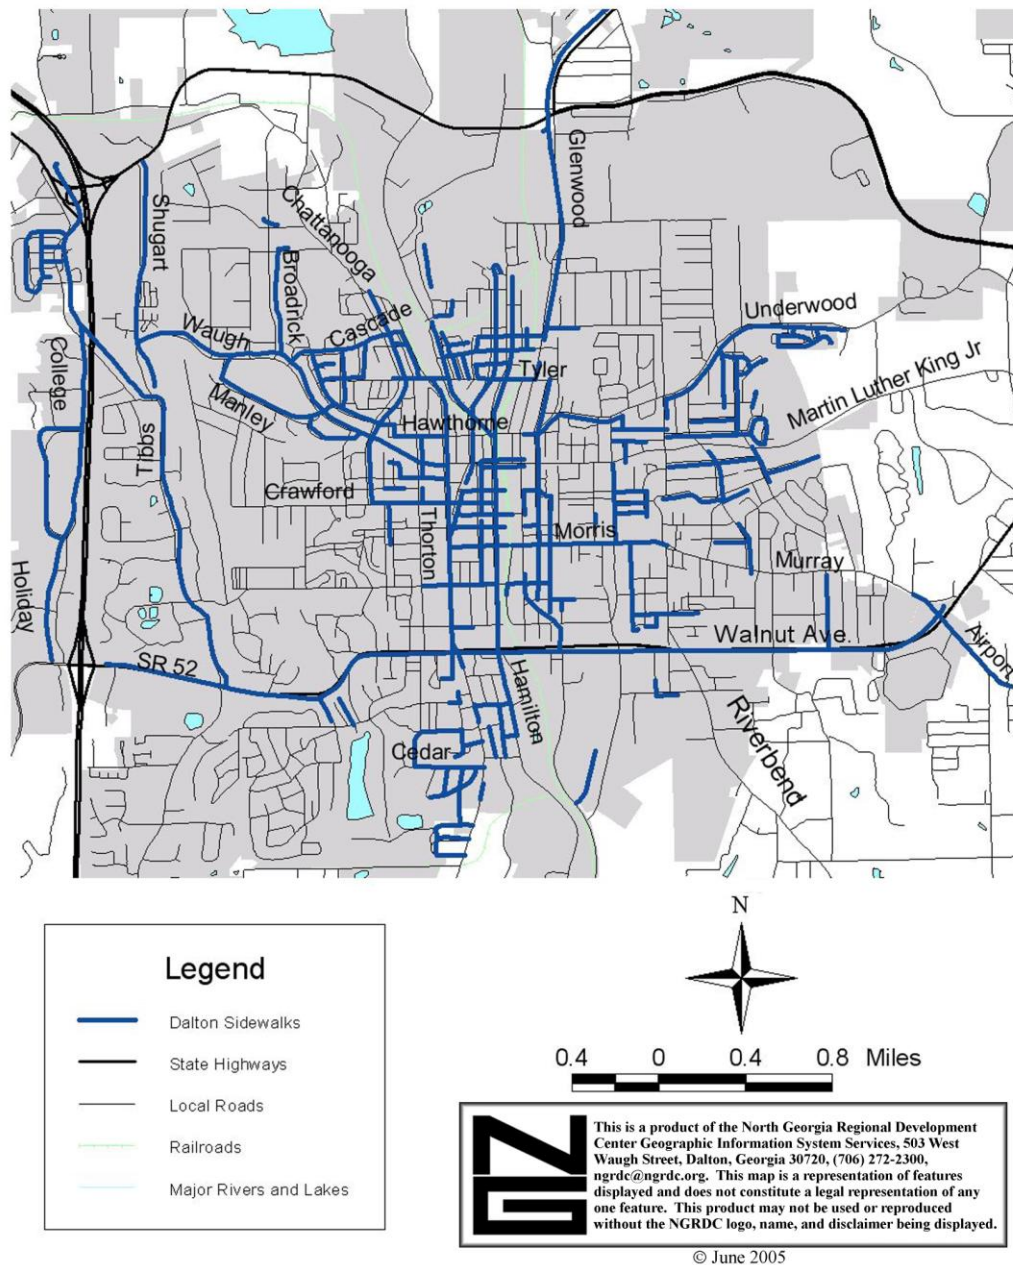 Glenwood
Shugart
Chattanooga
Broadrick
Underwood
Waugh
Cascade
College
Tyler
Martin Luther King Jr
Manley
Hawthorne
Tibbs
Crawford
Thorton
Morris
Murray
Holiday
Walnut Ave.
Airport
SR 52
Hamilton
Riverbend
Cedar
N
Legend
Dalton Sidewalks
State Highways
Local Roads
Railroads
Major Rivers and Lakes
0.4 0 0.4 0.8 Miles
NG
This is a product of the North Georgia Regional Development
Center Geographic Information System Services, 503 West
Waugh Street, Dalton, Georgia 30720, (706) 272-2300,
ngrdc@ngrdc.org. This map is a representation of features
displayed and does not constitute a legal representation of any
one feature. This product may not be used or reproduced
without the NGRDC logo, name, and disclaimer being displayed.
© June 2005